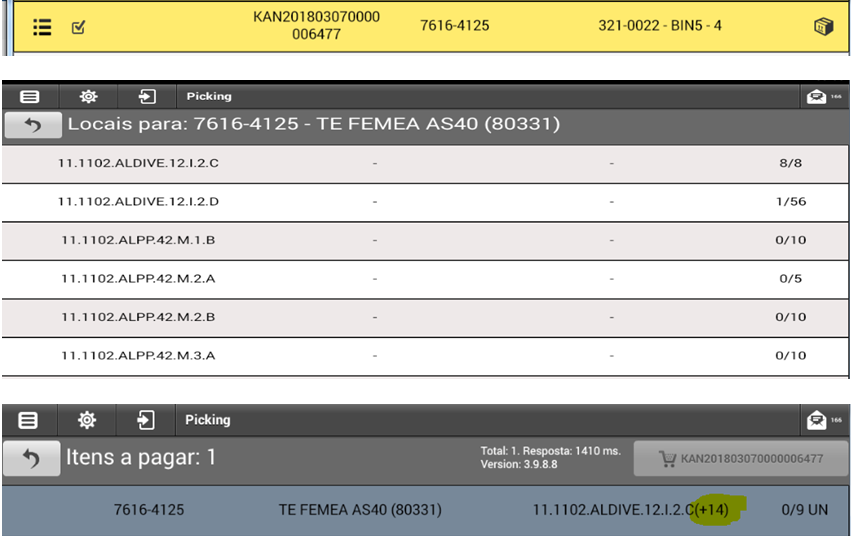 KAN201803070000
006477
7616-4125
321-0022 - BIN5 - 4
Picking
166
Locais para: 7616-4125 - TE FEMEA AS40 (80331)
11.1102.ALDIVE.12.I.2.C - - 8/8
11.1102.ALDIVE.12.I.2.D - - 1/56
11.1102.ALPP.42.M.1.B - - 0/10
11.1102.ALPP.42.M.2.A - - 0/5
11.1102.ALPP.42.M.2.B - - 0/10
11.1102.ALPP.42.M.3.A - - 0/10
Picking
166
Itens a pagar: 1
Total: 1. Resposta: 1410 ms.
Version: 3.9.8.8
KAN201803070000006477
7616-4125 TE FEMEA AS40 (80331) 11.1102.ALDIVE.12.I.2.C(+14) 0/9 UN